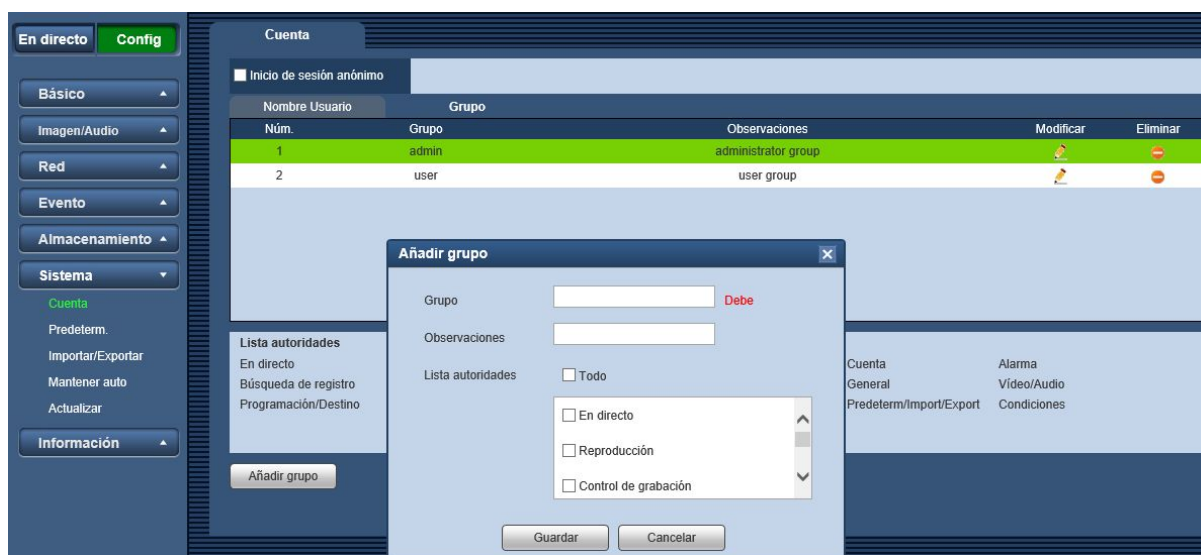 En directo
Config
Cuenta
Básico
Imagen/Audio
Red
Evento
Almacenamiento
Sistema
Cuenta
Predeterm.
Importar/Exportar
Mantener auto
Actualizar
Información
Inicio de sesión anónimo
Nombre Usuario
Grupo
Núm.
Grupo
Observaciones
Modificar
Eliminar
1
admin
administrator group
2
user
user group
Lista autoridades
En directo
Búsqueda de registro
Programación/Destino
Cuenta
Alarma
General
Vídeo/Audio
Predeterm/Import/Export
Condiciones
Añadir grupo
Añadir grupo
Grupo
Debe
Observaciones
Lista autoridades
Todo
En directo
Reproducción
Control de grabación
Guardar
Cancelar